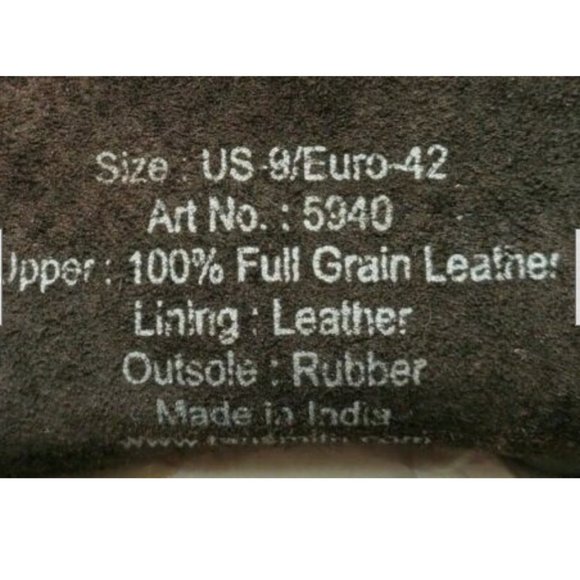 Size : US-9/Euro-42
Art No. : 5940
Upper : 100% Full Grain Leather
Lining : Leather
Outsole : Rubber
Made in India